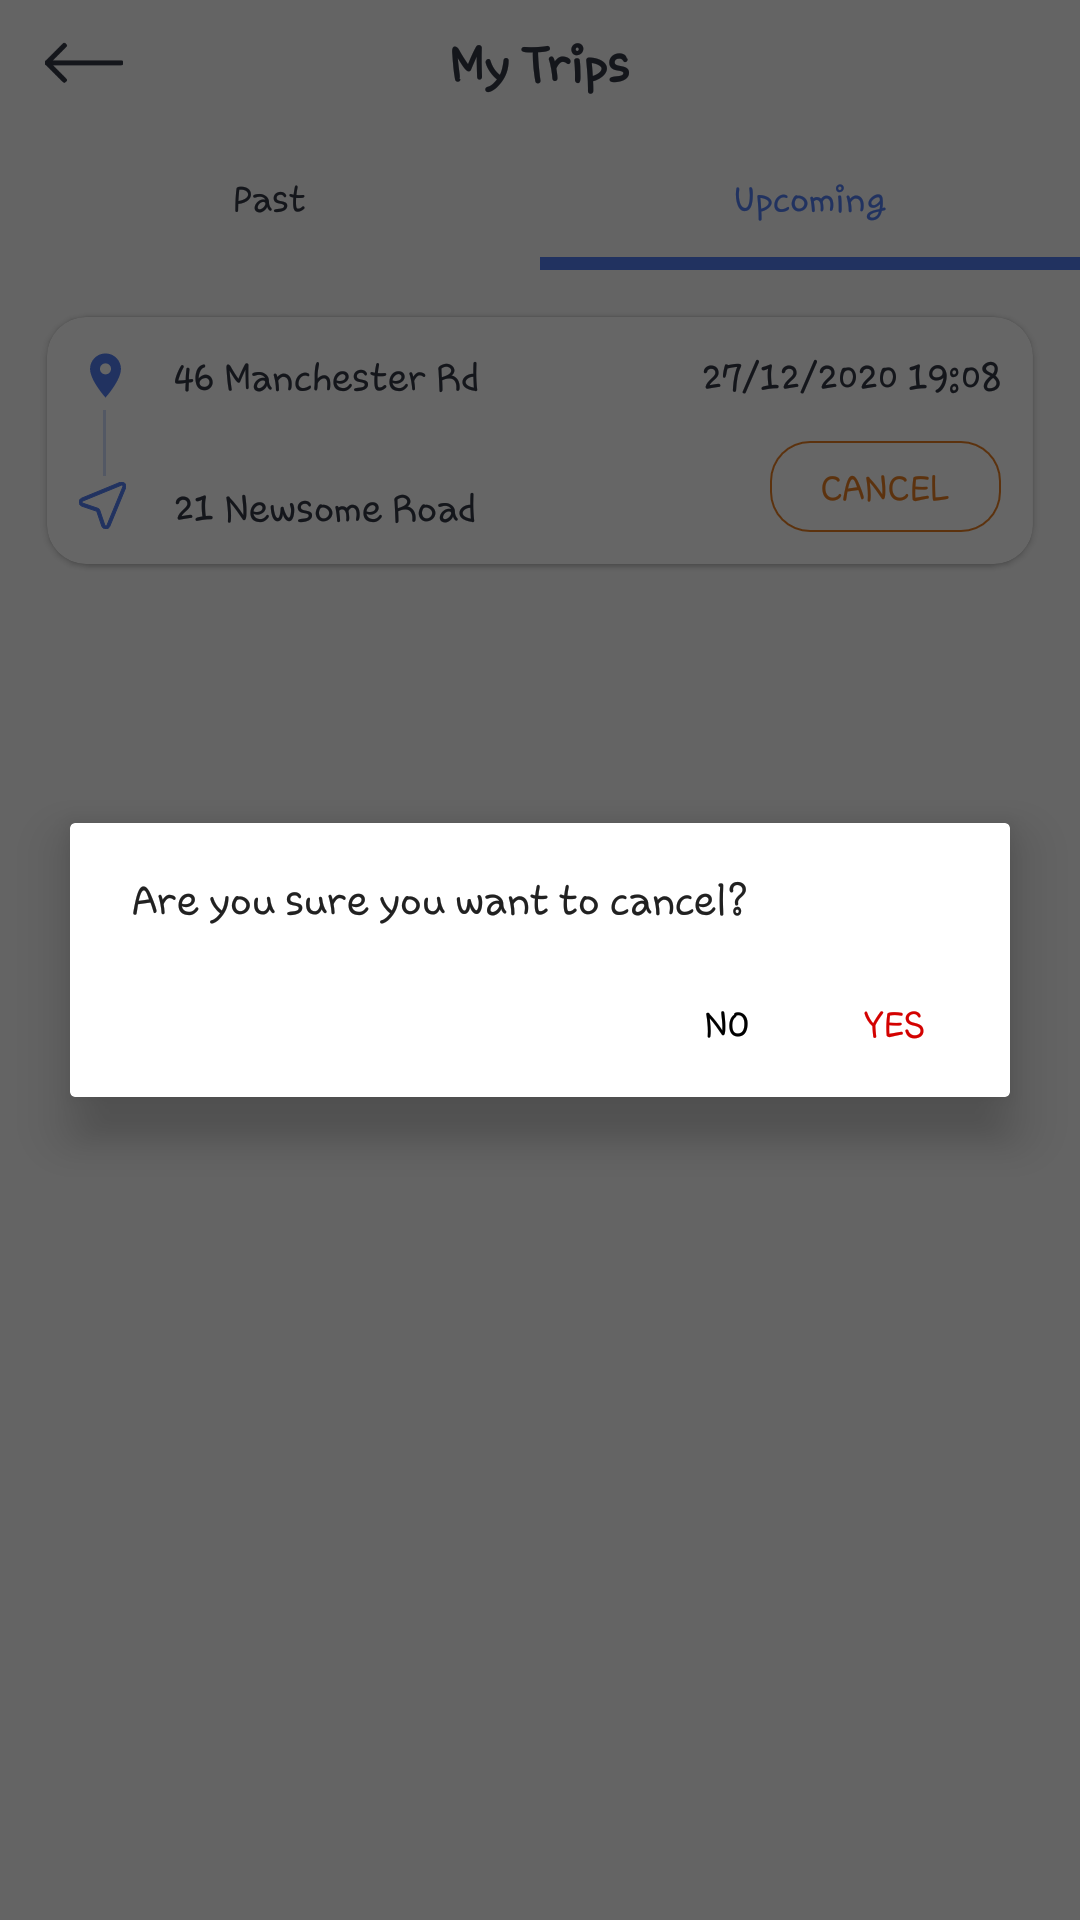 My Trips
Past
Upcoming
46 Manchester Rd
27/12/2020 19:08
21 Newsome Road
CANCEL
Are you sure you want to cancel?
NO
YES